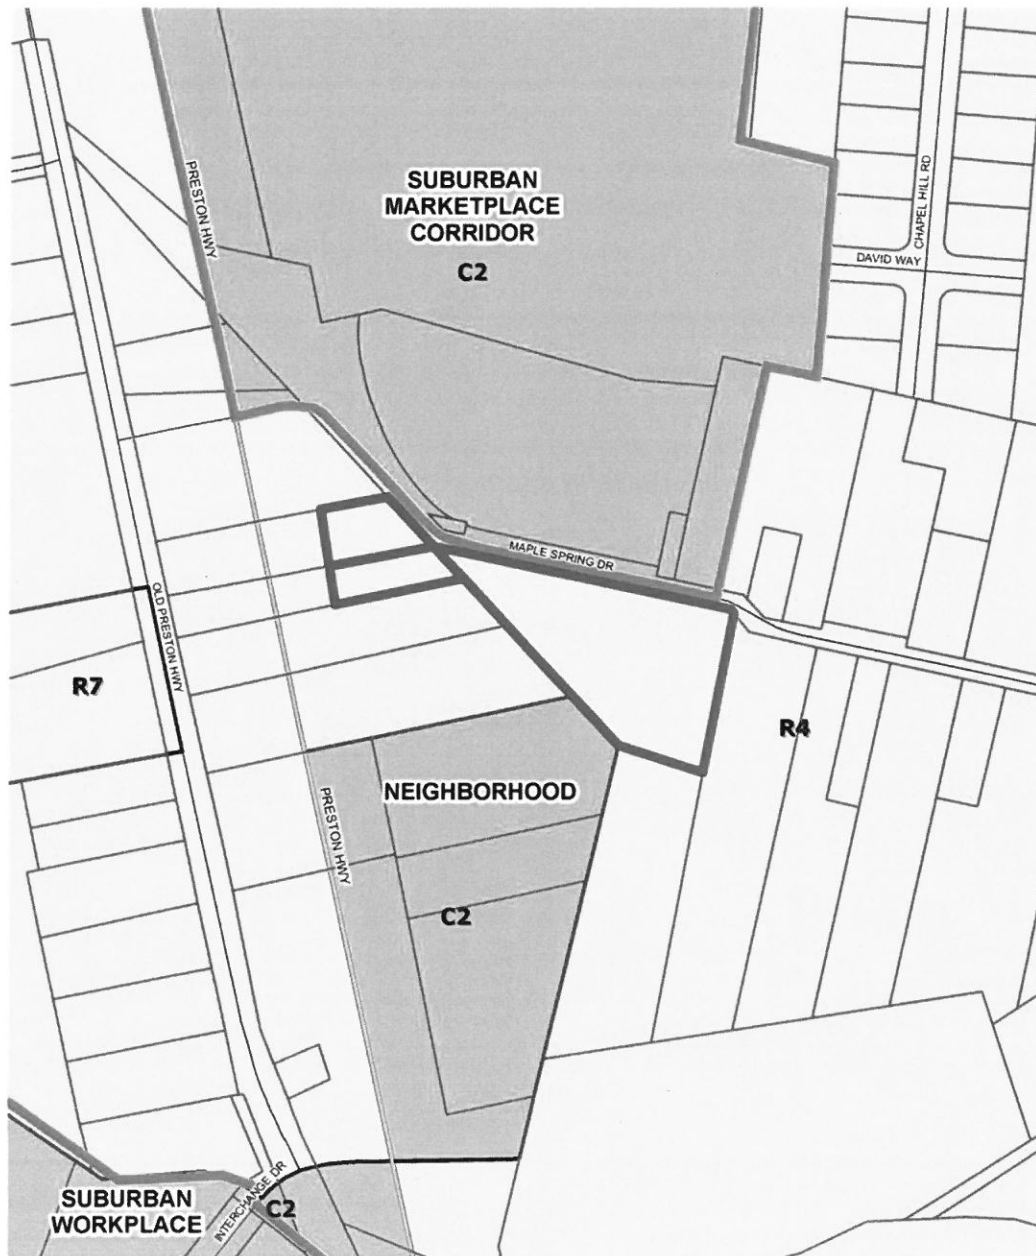 PRESTON HWY
SUBURBAN
MARKETPLACE
CORRIDOR
C2
CHAPEL HILL RD
DAVID WAY
MAPLE SPRING DR
OLD PRESTON HWY
R7
R4
NEIGHBORHOOD
PRESTON HWY
C2
SUBURBAN
WORKPLACE
INTERCHANGE DR
C2